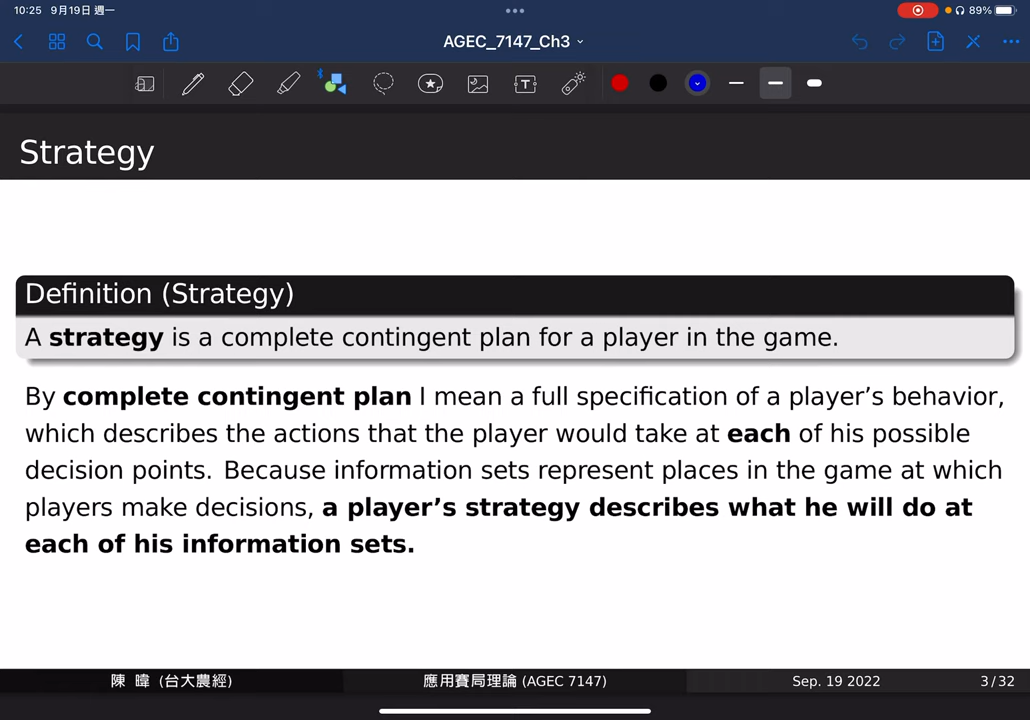 10:25 9月19日 週一
89%
AGEC_7147_Ch3
T
Strategy
Definition (Strategy)
A strategy is a complete contingent plan for a player in the game.
By complete contingent plan I mean a full specification of a player's behavior,
which describes the actions that the player would take at each of his possible
decision points. Because information sets represent places in the game at which
players make decisions, a player's strategy describes what he will do at
each of his information sets.
陳 暐 (台大農經) 應用賽局理論 (AGEC 7147) Sep. 19 2022 3/32